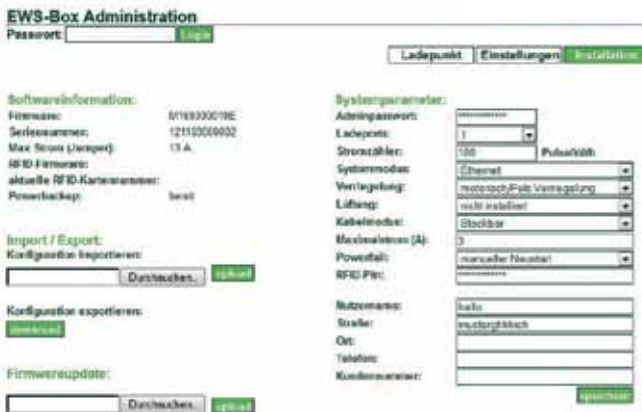 EWS-Box Administration
Passwort:
Login
Ladepunkt
Einstellungen
Installation
Softwareinformation:
Firmware:
Seriennummer:
Max Strom (Jumper): 13 A
RFID-Firmware:
aktuelle RFID-Kartennummer:
Powerbackup: bereit
Import / Export:
Konfiguration Importieren:
Durchsuchen.. upload
Konfiguration exportieren:
download
Firmwareupdate:
Durchsuchen.. upload
Systemparameter:
Adminpasswort: ************
Ladeports: 1
Stromzähler: 100 Pulse/kWh
Systemmodus: Ethernet
Verriegelung: motorisch/Puls Verriegelung
Lüftung: nicht installiert
Kabelmodus: Steckbar
Maximalstrom (A): 3
Powerfail: manueller Neustart
RFID-PIN: ************
Nutzername: hallo
Straße:
Ort:
Telefon:
Kundennummer:
speichern